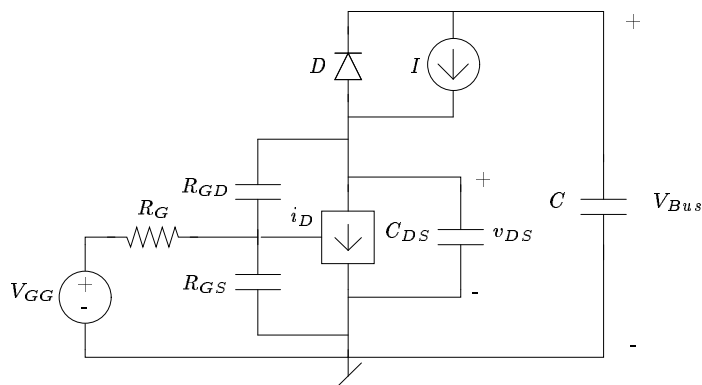 +
D
I
R_{GD}
+
R_G
i_D
C_{DS}
v_{DS}
C
V_{Bus}
V_{GG}
+
-
R_{GS}
-
-